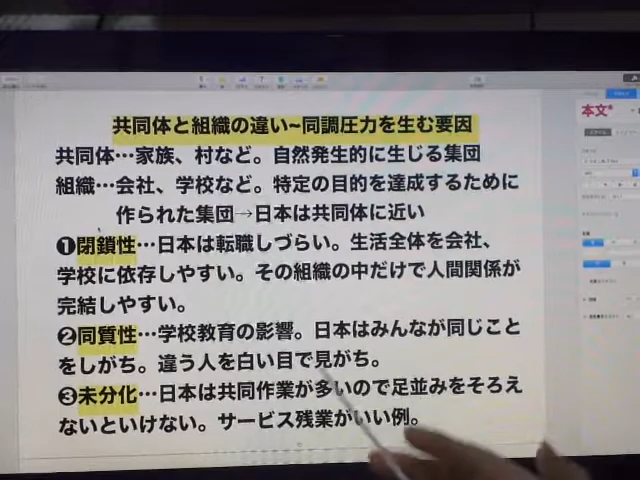 共同体と組織の違い~同調圧力を生む要因
共同体…家族、村など。自然発生的に生じる集団
組織…会社、学校など。特定の目的を達成するために
作られた集団→日本は共同体に近い
❶閉鎖性…日本は転職しづらい。生活全体を会社、
学校に依存しやすい。その組織の中だけで人間関係が
完結しやすい。
❷同質性…学校教育の影響。日本はみんなが同じこと
をしがち。違う人を白い目で見がち。
❸未分化…日本は共同作業が多いので足並みをそろえ
ないといけない。サービス残業がいい例。
本文*